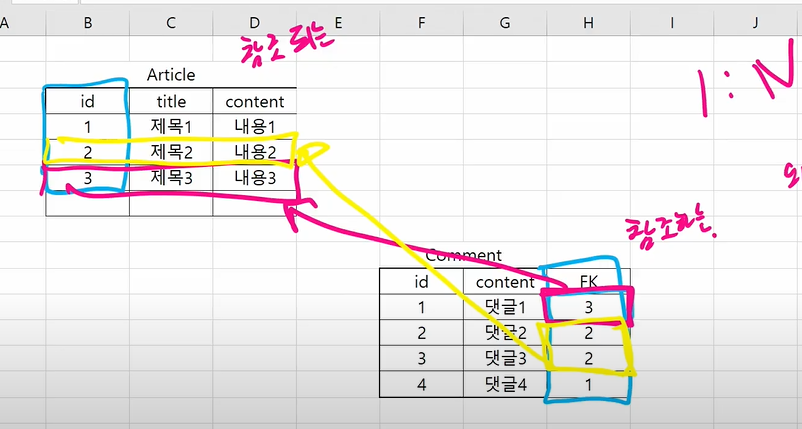 A B C D E F G H I J
참조 되는
Article
id title content
1 제목1 내용1
2 제목2 내용2
3 제목3 내용3
1:N
참조하는.
Comment
id content FK
1 댓글1 3
2 댓글2 2
3 댓글3 2
4 댓글4 1